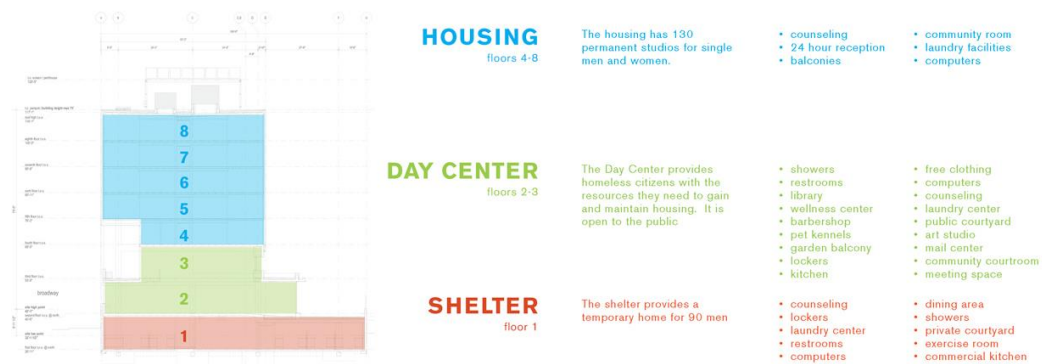 HOUSING
floors 4-8
The housing has 130
permanent studios for single
men and women.
• counseling
• 24 hour reception
• balconies
• community room
• laundry facilities
• computers
8
7
6
5
4
3
2
1
broadway
DAY CENTER
floors 2-3
The Day Center provides
homeless citizens with the
resources they need to gain
and maintain housing. It is
open to the public
• showers
• restrooms
• library
• wellness center
• barbershop
• pet kennels
• garden balcony
• lockers
• kitchen
• free clothing
• computers
• counseling
• laundry center
• public courtyard
• art studio
• mail center
• community courtroom
• meeting space
SHELTER
floor 1
The shelter provides a
temporary home for 90 men
• counseling
• lockers
• laundry center
• restrooms
• computers
• dining area
• showers
• private courtyard
• exercise room
• commercial kitchen